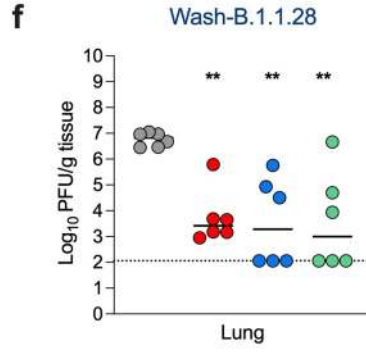 f
Wash-B.1.1.28
Log₁₀ PFU/g tissue
10
9
8
7
6
5
4
3
2
1
0
** ** **
Lung